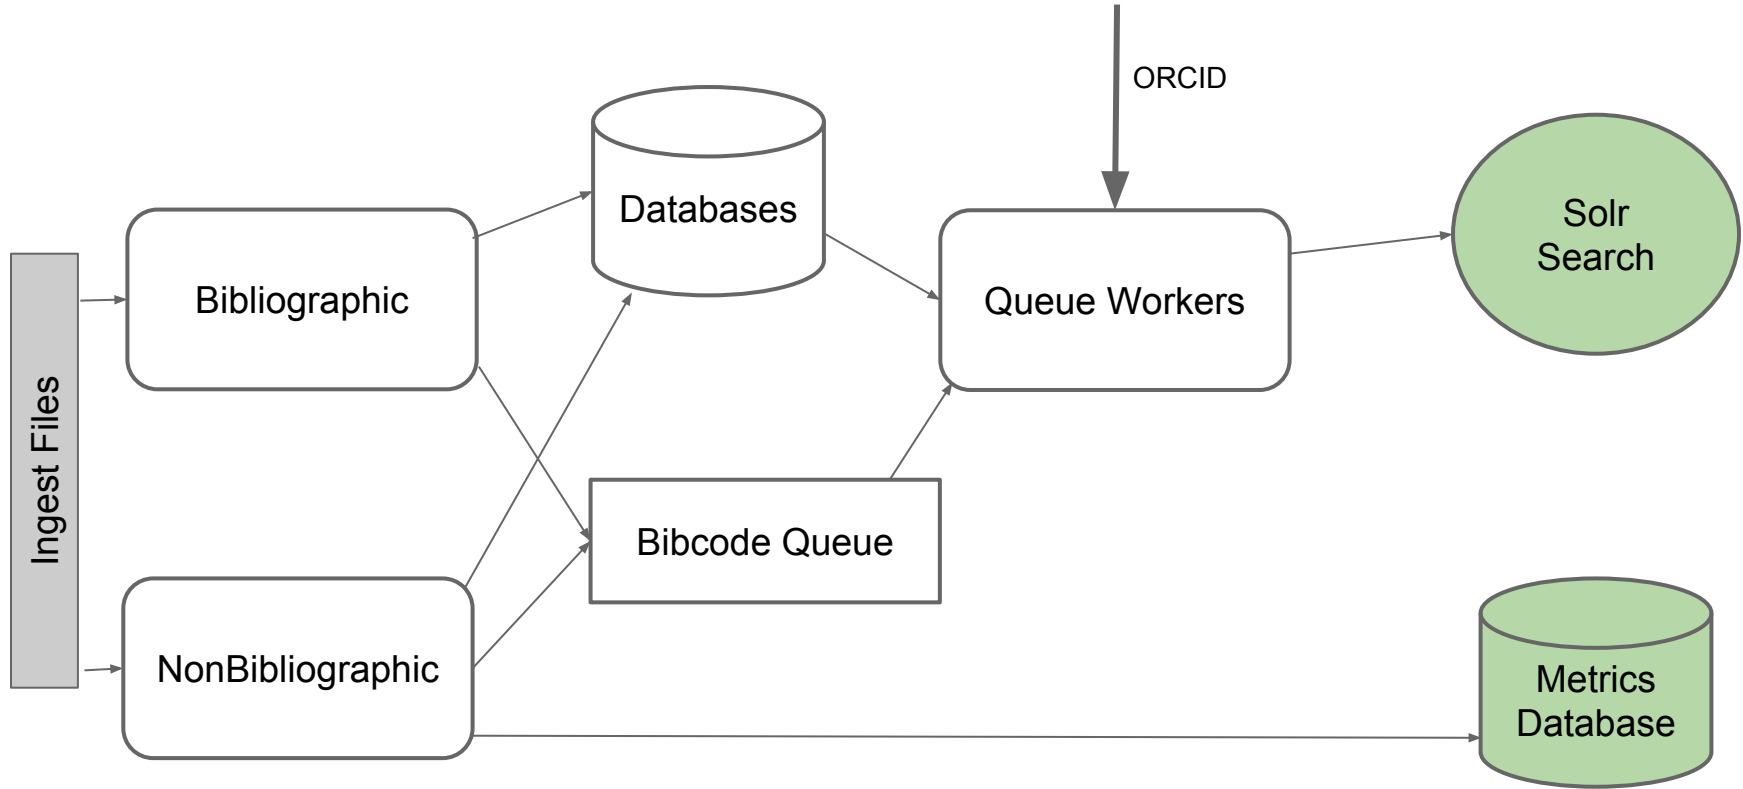 ORCID
Databases
Solr
Search
Bibliographic
Queue Workers
Ingest Files
Bibcode Queue
NonBibliographic
Metrics
Database